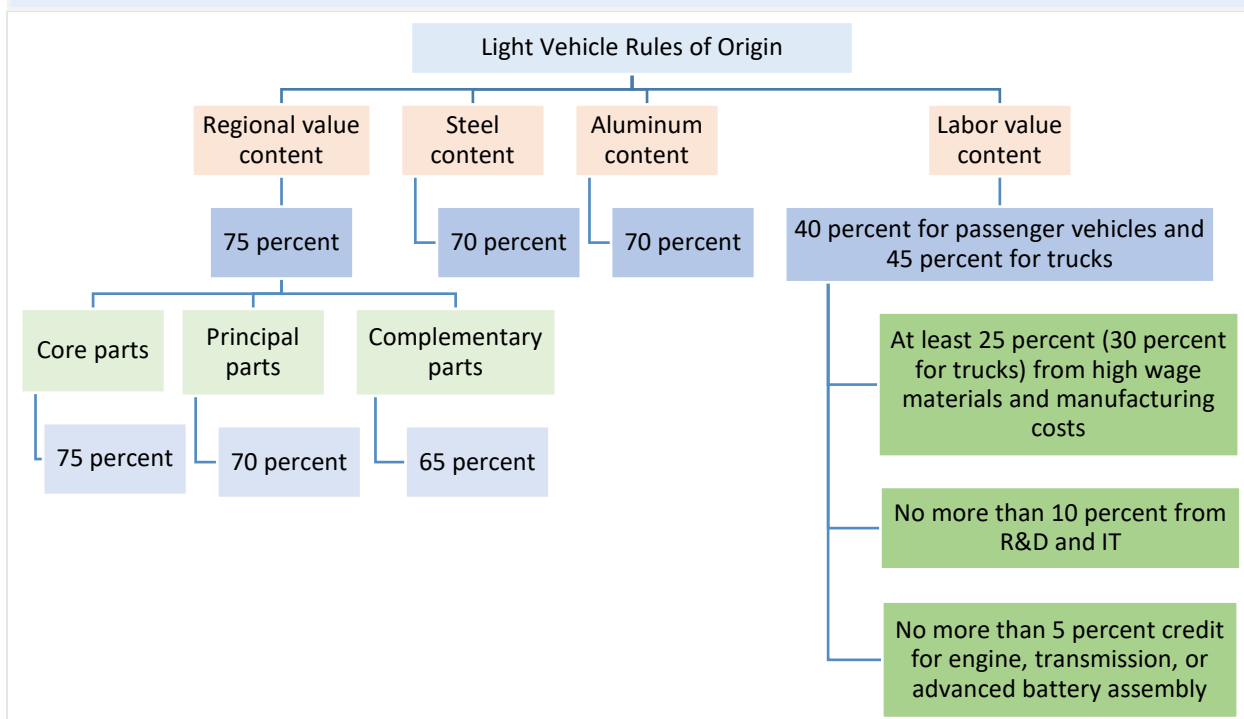 Light Vehicle Rules of Origin
Regional value
content
Steel
content
Aluminum
content
Labor value
content
75 percent
70 percent
70 percent
40 percent for passenger vehicles and
45 percent for trucks
Core parts
Principal
parts
Complementary
parts
75 percent
70 percent
65 percent
At least 25 percent (30 percent
for trucks) from high wage
materials and manufacturing
costs
No more than 10 percent from
R&D and IT
No more than 5 percent credit
for engine, transmission, or
advanced battery assembly